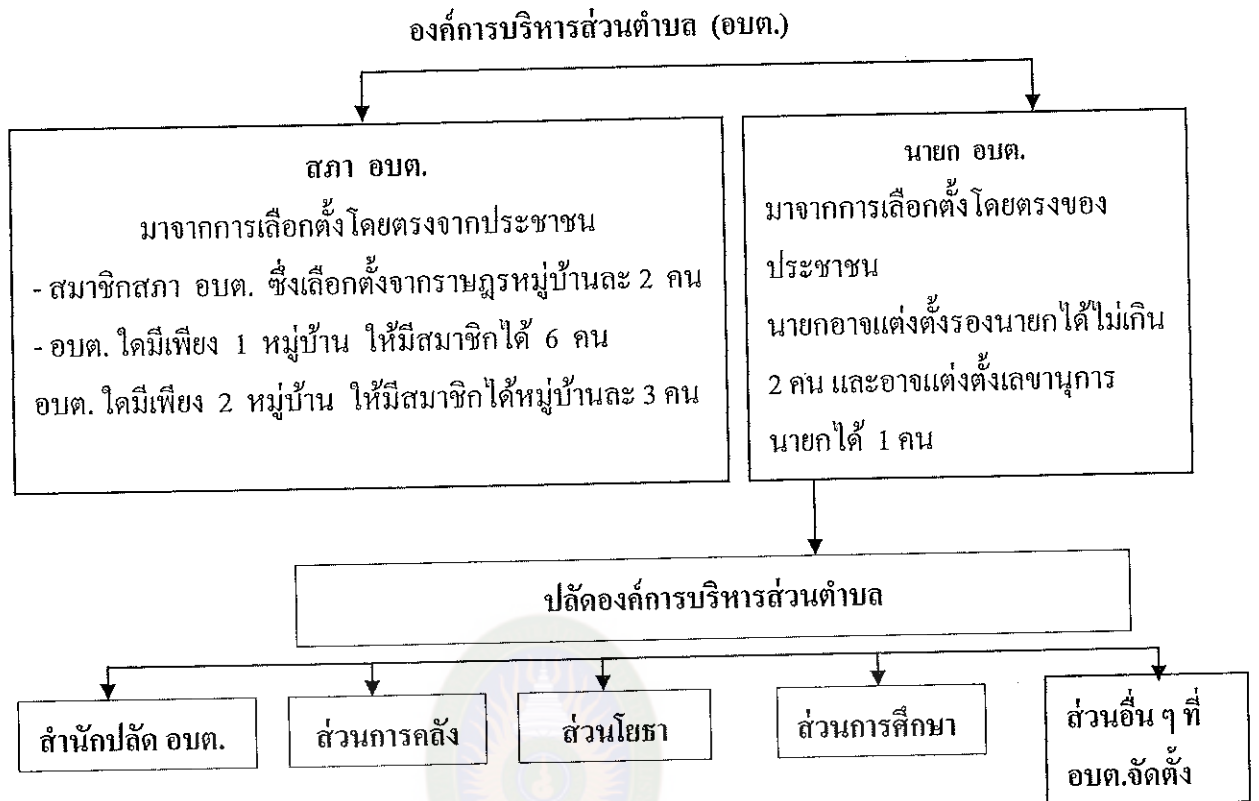 องค์การบริหารส่วนตำบล (อบต.)
สภา อบต.
มาจากการเลือกตั้งโดยตรงจากประชาชน
- สมาชิกสภา อบต. ซึ่งเลือกตั้งจากราษฎรหมู่บ้านละ 2 คน
- อบต. ใดมีเพียง 1 หมู่บ้าน ให้มีสมาชิกได้ 6 คน
อบต. ใดมีเพียง 2 หมู่บ้าน ให้มีสมาชิกได้หมู่บ้านละ 3 คน
นายก อบต.
มาจากการเลือกตั้งโดยตรงของ
ประชาชน
นายกอาจแต่งตั้งรองนายกได้ไม่เกิน
2 คน และอาจแต่งตั้งเลขานุการ
นายกได้ 1 คน
ปลัดองค์การบริหารส่วนตำบล
สำนักปลัด อบต.
ส่วนการคลัง
ส่วนโยธา
ส่วนการศึกษา
ส่วนอื่น ๆ ที่
อบต.จัดตั้ง